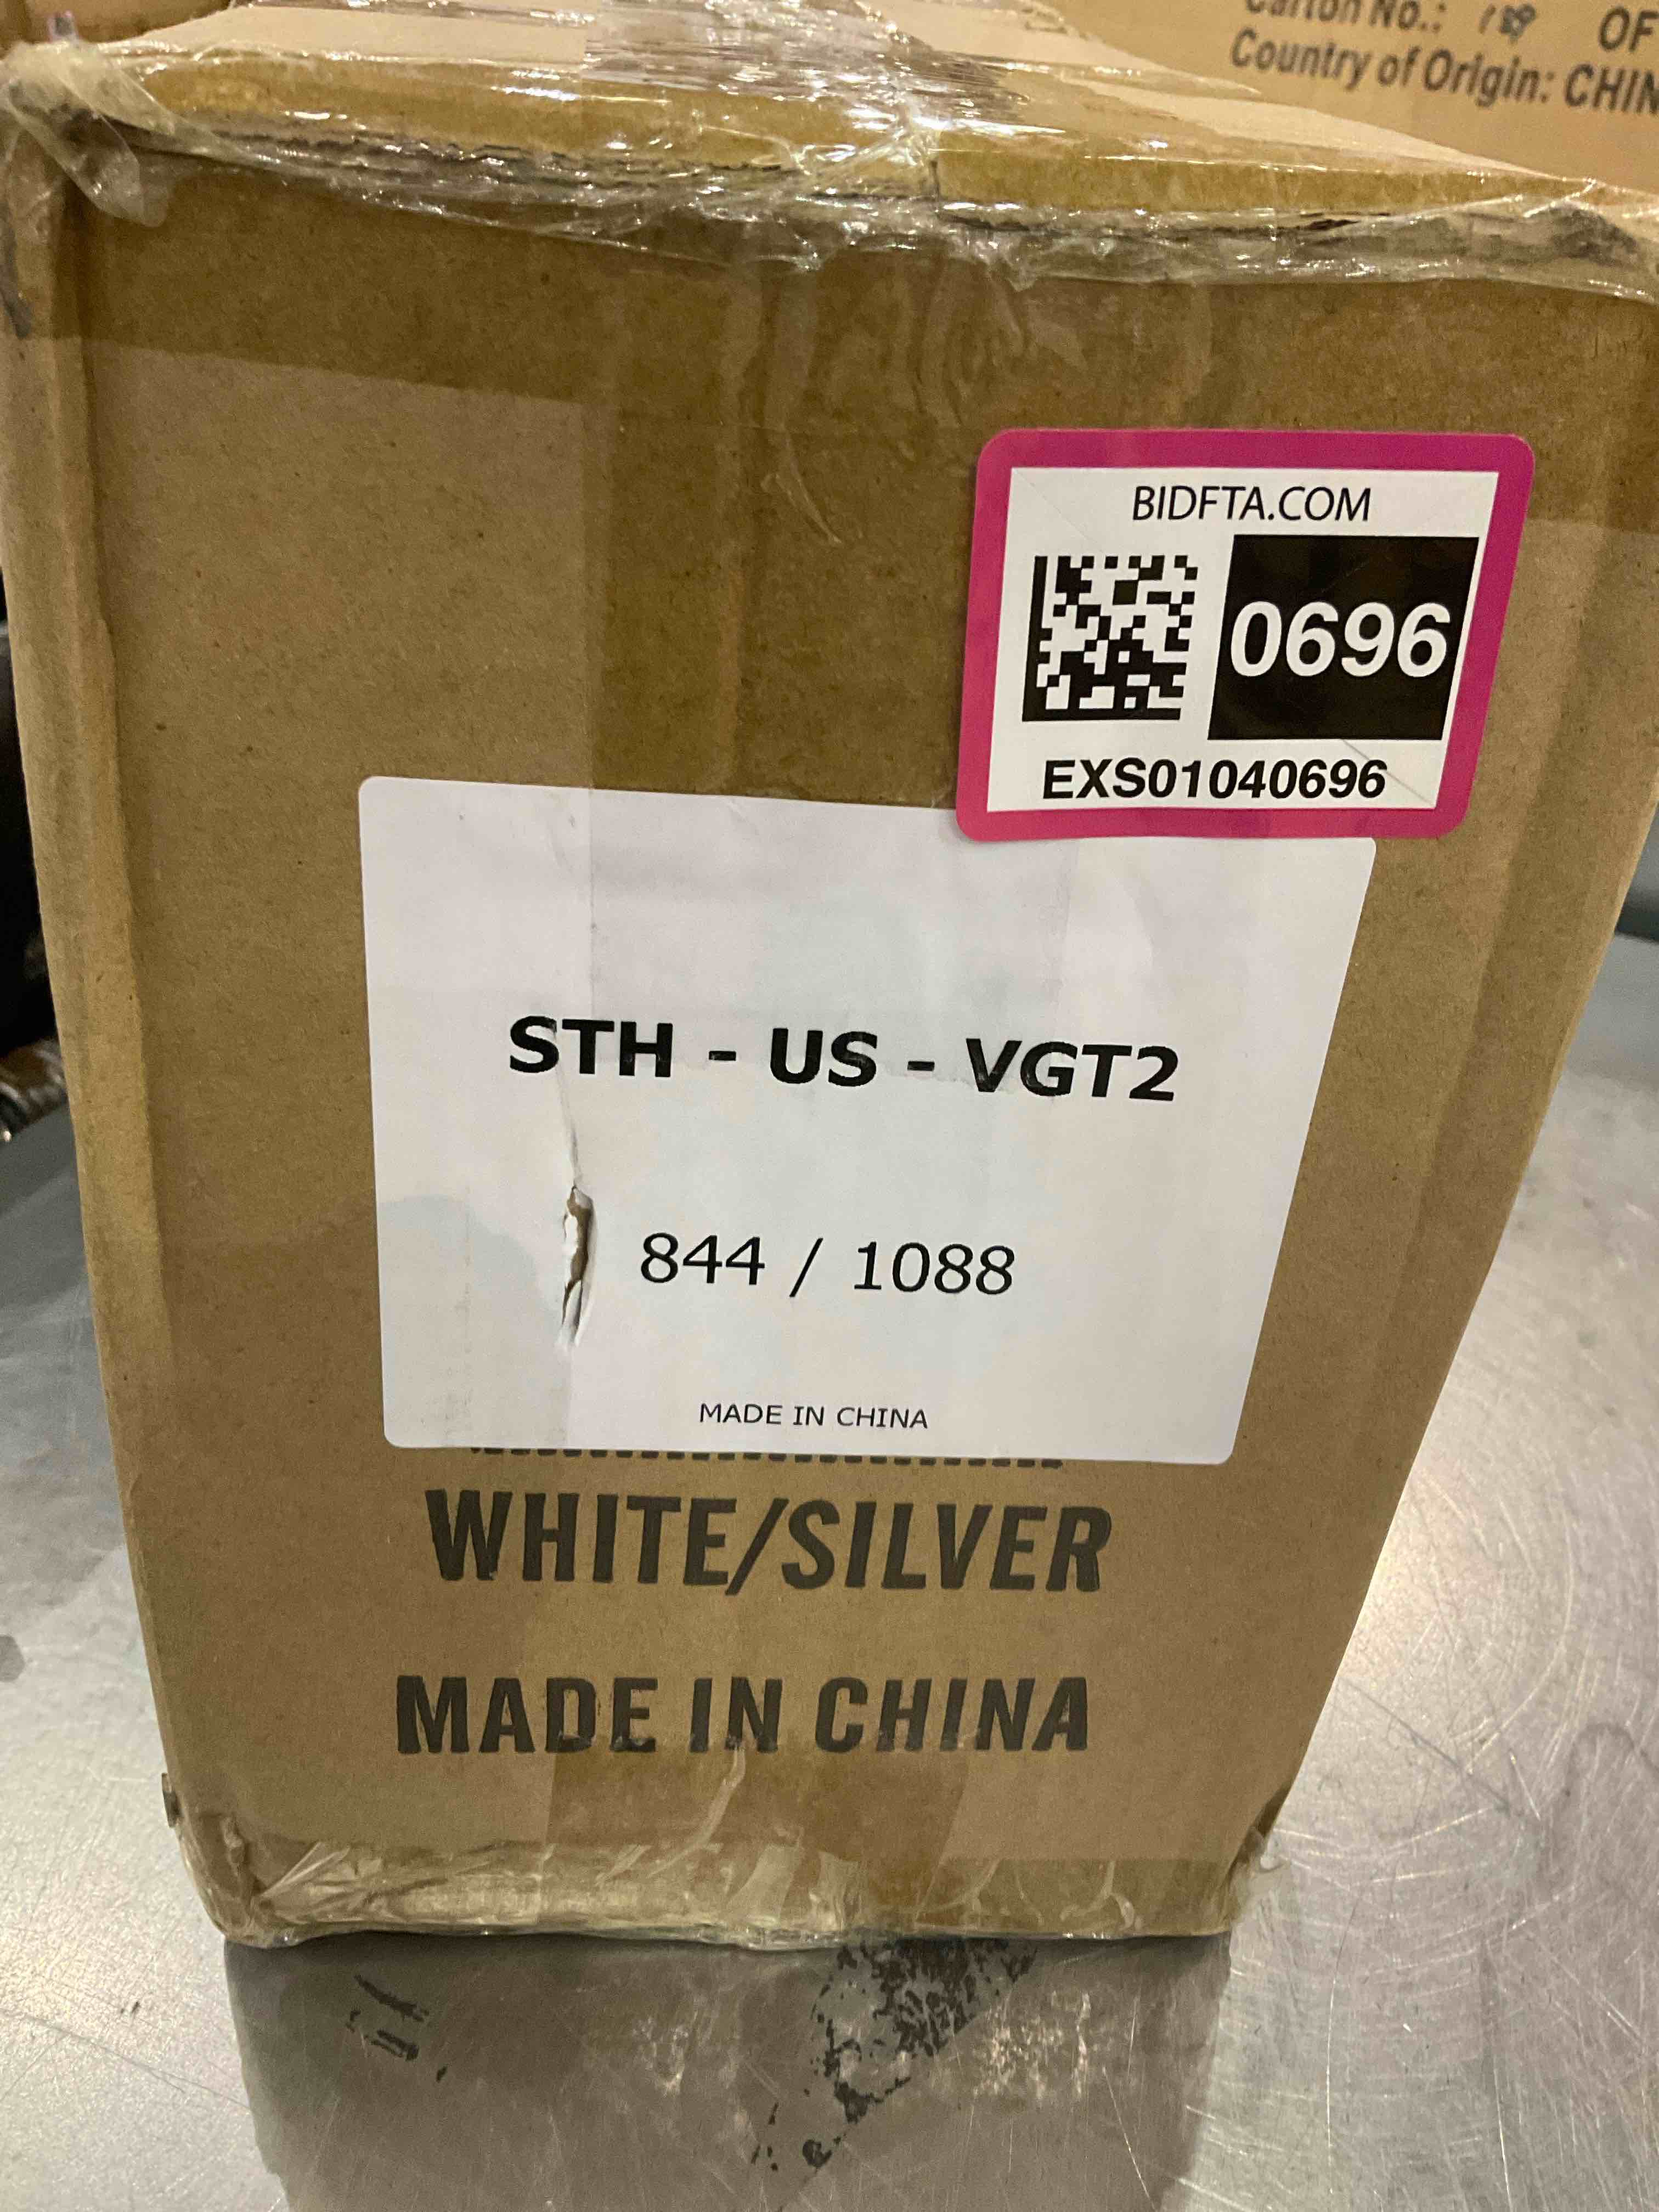 Carton No.: 189 OF
Country of Origin: CHIN
BIDFTA.COM
0696
EXS01040696
STH - US - VGT2
844 / 1088
MADE IN CHINA
WHITE/SILVER
MADE IN CHINA